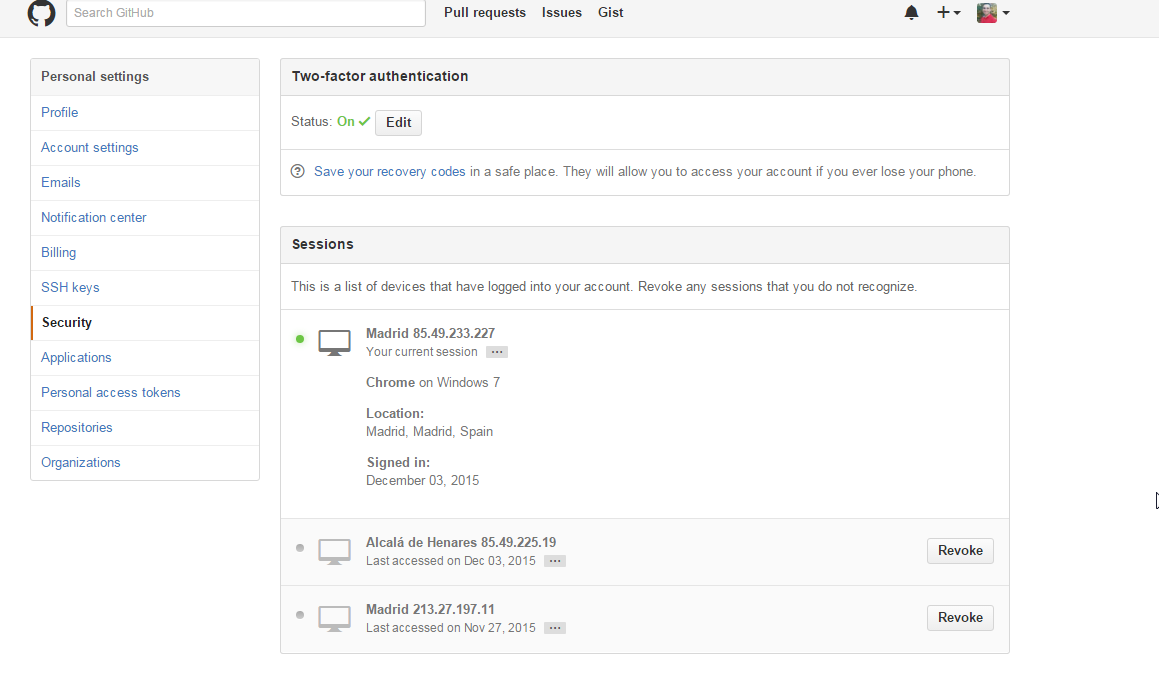 Search GitHub
Pull requests Issues Gist
Personal settings
Profile
Account settings
Emails
Notification center
Billing
SSH keys
Security
Applications
Personal access tokens
Repositories
Organizations
Two-factor authentication
Status: On ✓ Edit
Save your recovery codes in a safe place. They will allow you to access your account if you ever lose your phone.
Sessions
This is a list of devices that have logged into your account. Revoke any sessions that you do not recognize.
Madrid 85.49.233.227
Your current session ...
Chrome on Windows 7
Location:
Madrid, Madrid, Spain
Signed in:
December 03, 2015
Alcalá de Henares 85.49.225.19
Last accessed on Dec 03, 2015 ...
Revoke
Madrid 213.27.197.11
Last accessed on Nov 27, 2015 ...
Revoke